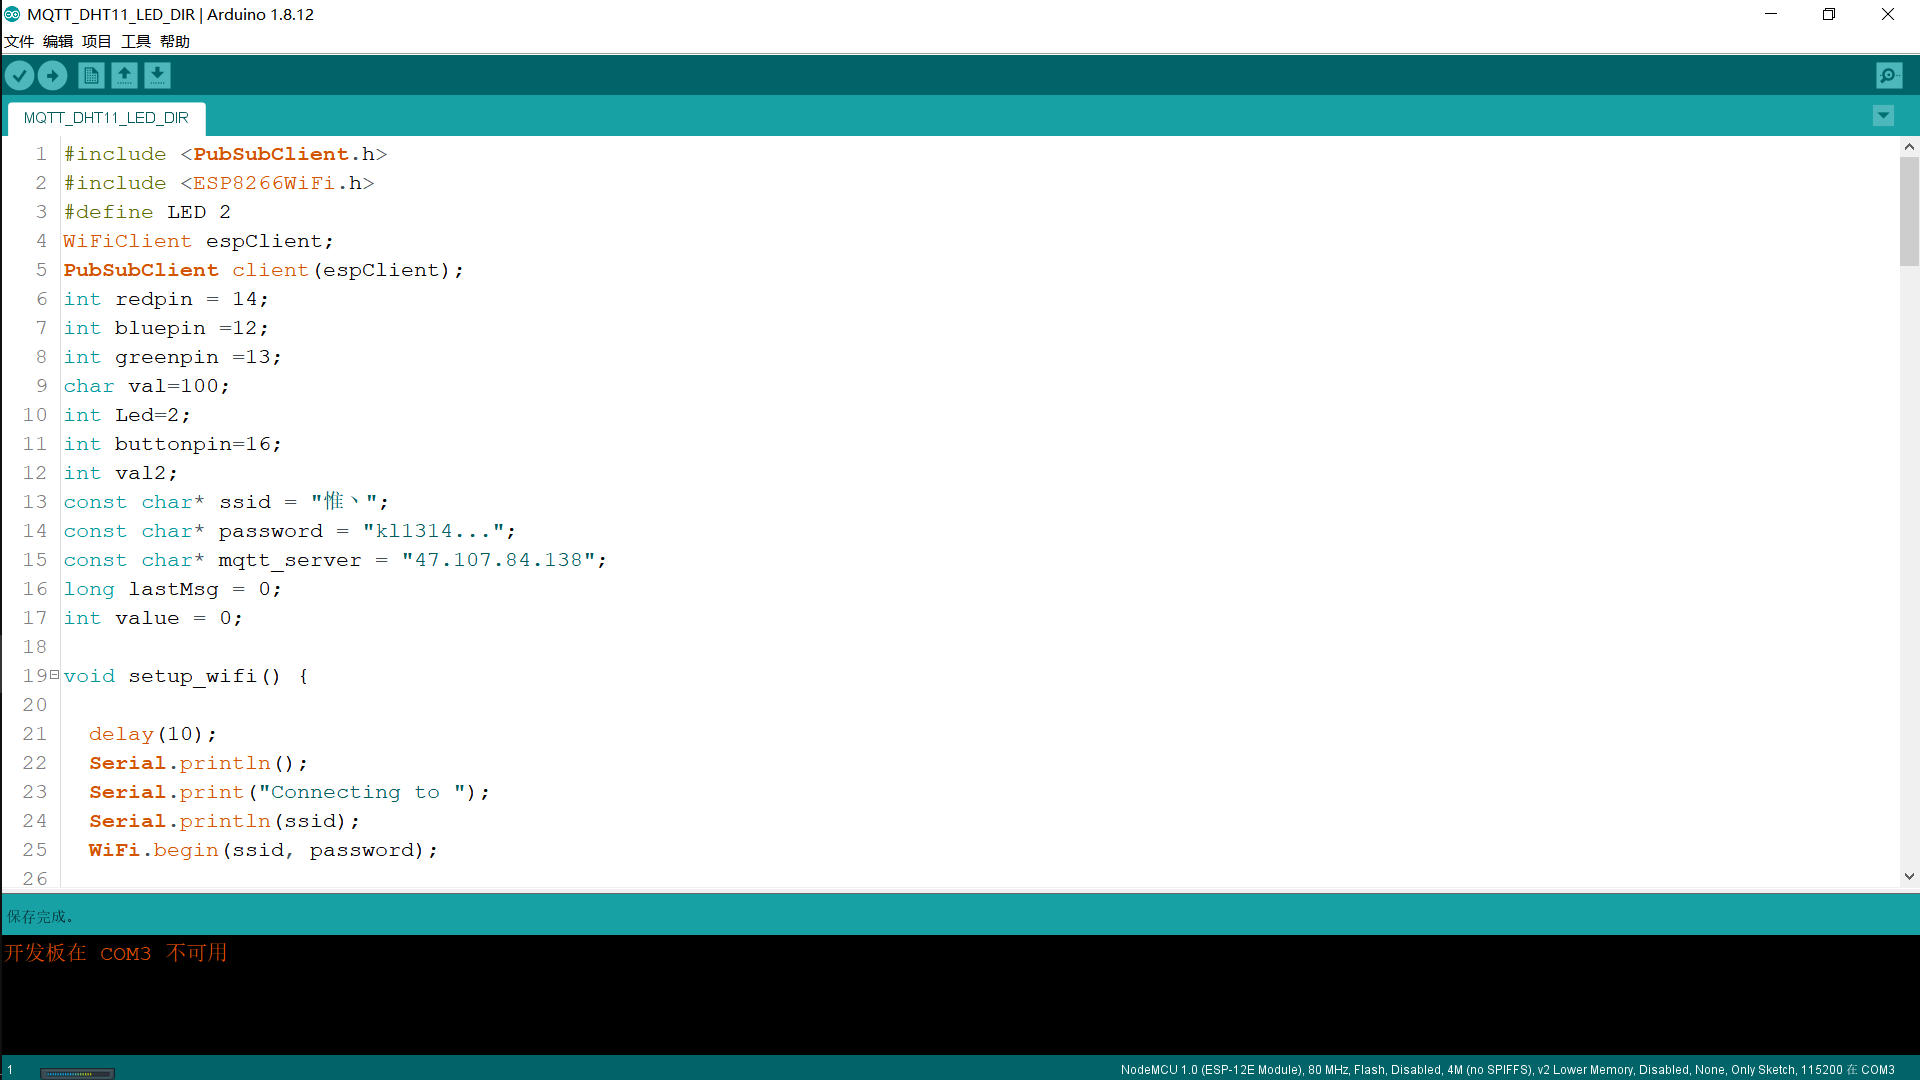 MQTT_DHT11_LED_DIR | Arduino 1.8.12
文件 编辑 项目 工具 帮助
MQTT_DHT11_LED_DIR
1 #include <PubSubClient.h>
2 #include <ESP8266WiFi.h>
3 #define LED 2
4 WiFiClient espClient;
5 PubSubClient client(espClient);
6 int redpin = 14;
7 int bluepin =12;
8 int greenpin =13;
9 char val=100;
10 int Led=2;
11 int buttonpin=16;
12 int val2;
13 const char* ssid = "惟丶";
14 const char* password = "kl1314...";
15 const char* mqtt_server = "47.107.84.138";
16 long lastMsg = 0;
17 int value = 0;
18
19 void setup_wifi() {
20
21   delay(10);
22   Serial.println();
23   Serial.print("Connecting to ");
24   Serial.println(ssid);
25   WiFi.begin(ssid, password);
26
保存完成。
开发板在 COM3 不可用
1 NodeMCU 1.0 (ESP-12E Module), 80 MHz, Flash, Disabled, 4M (no SPIFFS), v2 Lower Memory, Disabled, None, Only Sketch, 115200 在 COM3